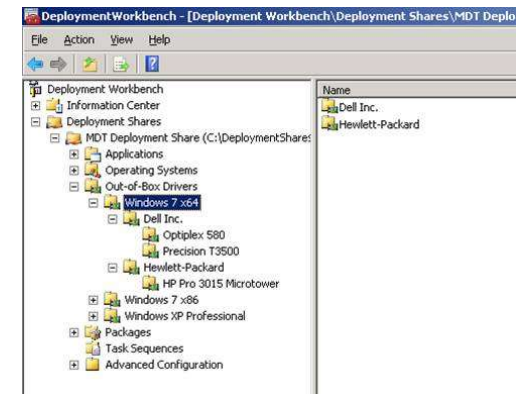 DeploymentWorkbench - [Deployment Workbench\Deployment Shares\MDT Deplo
File Action View Help
Deployment Workbench
Information Center
Deployment Shares
MDT Deployment Share (C:\DeploymentShare
Applications
Operating Systems
Out-of-Box Drivers
Windows 7 x64
Dell Inc.
Optiplex 580
Precision T3500
Hewlett-Packard
HP Pro 3015 Microtower
Windows 7 x86
Windows XP Professional
Packages
Task Sequences
Advanced Configuration
Name
Dell Inc.
Hewlett-Packard